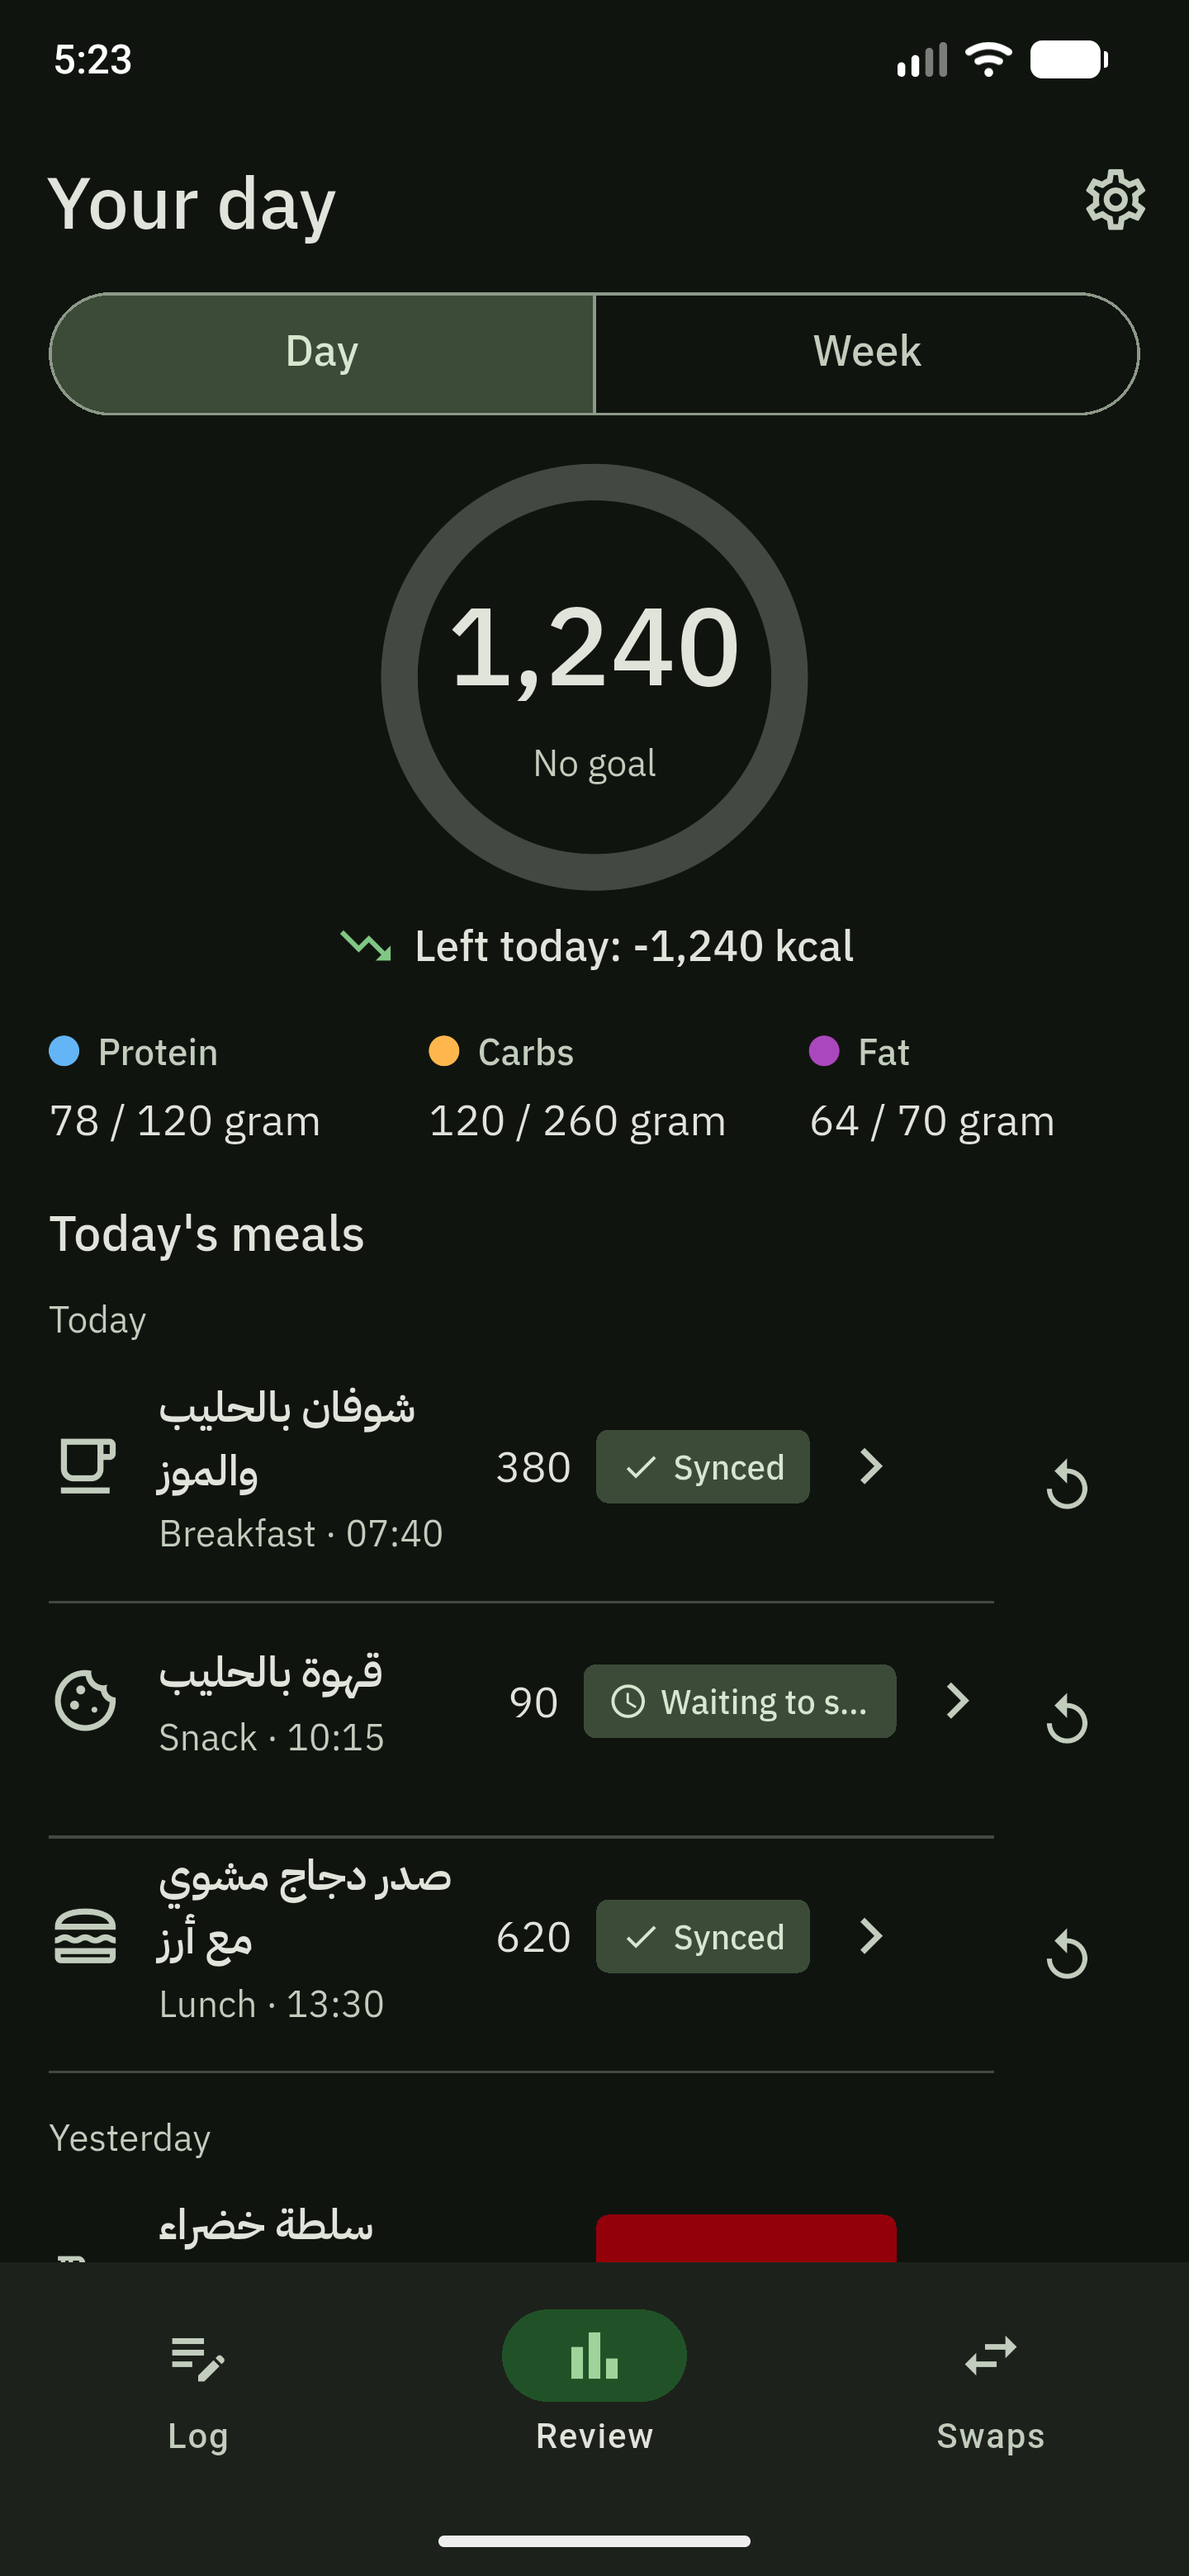 5:23
Your day
Day
Week
1,240
No goal
Left today: -1,240 kcal
Protein
Carbs
Fat
78 / 120 gram
120 / 260 gram
64 / 70 gram
Today's meals
Today
شوفان بالحليب
والموز
380
Synced
Breakfast · 07:40
قهوة بالحليب
90
Waiting to s...
Snack · 10:15
صدر دجاج مشوي
مع أرز
620
Synced
Lunch · 13:30
Yesterday
سلطة خضراء
Log
Review
Swaps